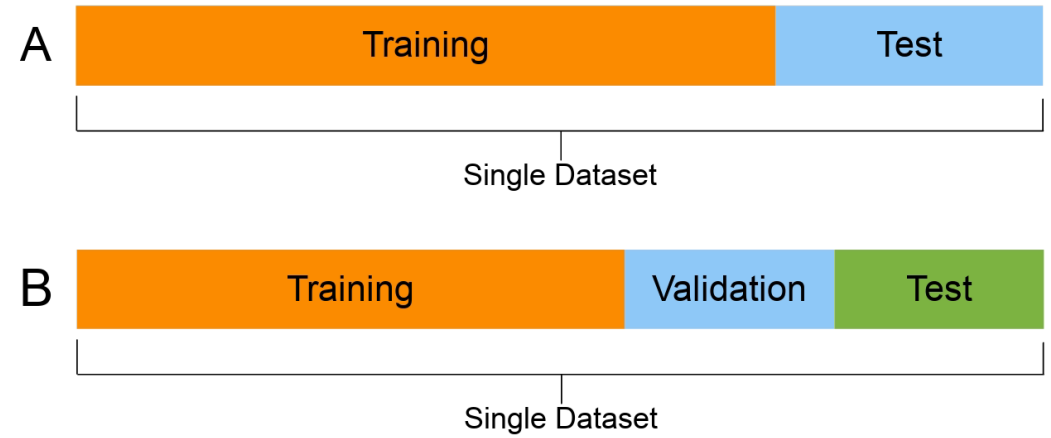 A Training Test
Single Dataset
B Training Validation Test
Single Dataset